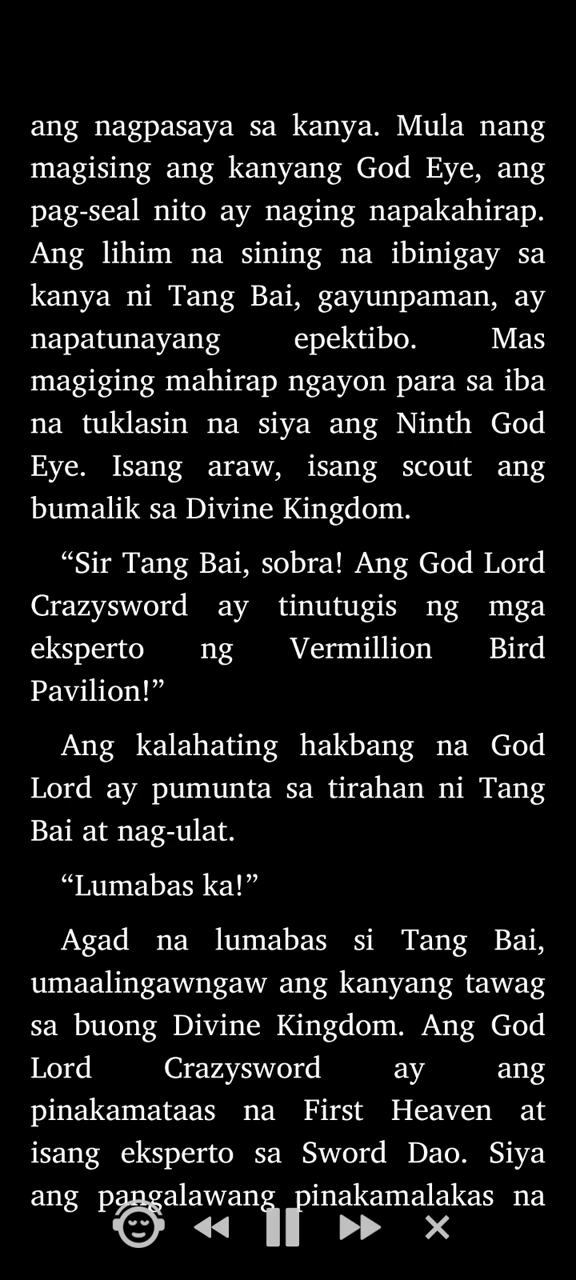 ang nagpasaya sa kanya. Mula nang
magising ang kanyang God Eye, ang
pag-seal nito ay naging napakahirap.
Ang lihim na sining na ibinigay sa
kanya ni Tang Bai, gayunpaman, ay
napatunayang epektibo. Mas
magiging mahirap ngayon para sa iba
na tuklasin na siya ang Ninth God
Eye. Isang araw, isang scout ang
bumalik sa Divine Kingdom.
“Sir Tang Bai, sobra! Ang God Lord
Crazysword ay tinutugis ng mga
eksperto ng Vermillion Bird
Pavilion!”
Ang kalahating hakbang na God
Lord ay pumunta sa tirahan ni Tang
Bai at nag-ulat.
“Lumabas ka!”
Agad na lumabas si Tang Bai,
umaalingawngaw ang kanyang tawag
sa buong Divine Kingdom. Ang God
Lord Crazysword ay ang
pinakamataas na First Heaven at
isang eksperto sa Sword Dao. Siya
ang pangalawang pinakamalakas na